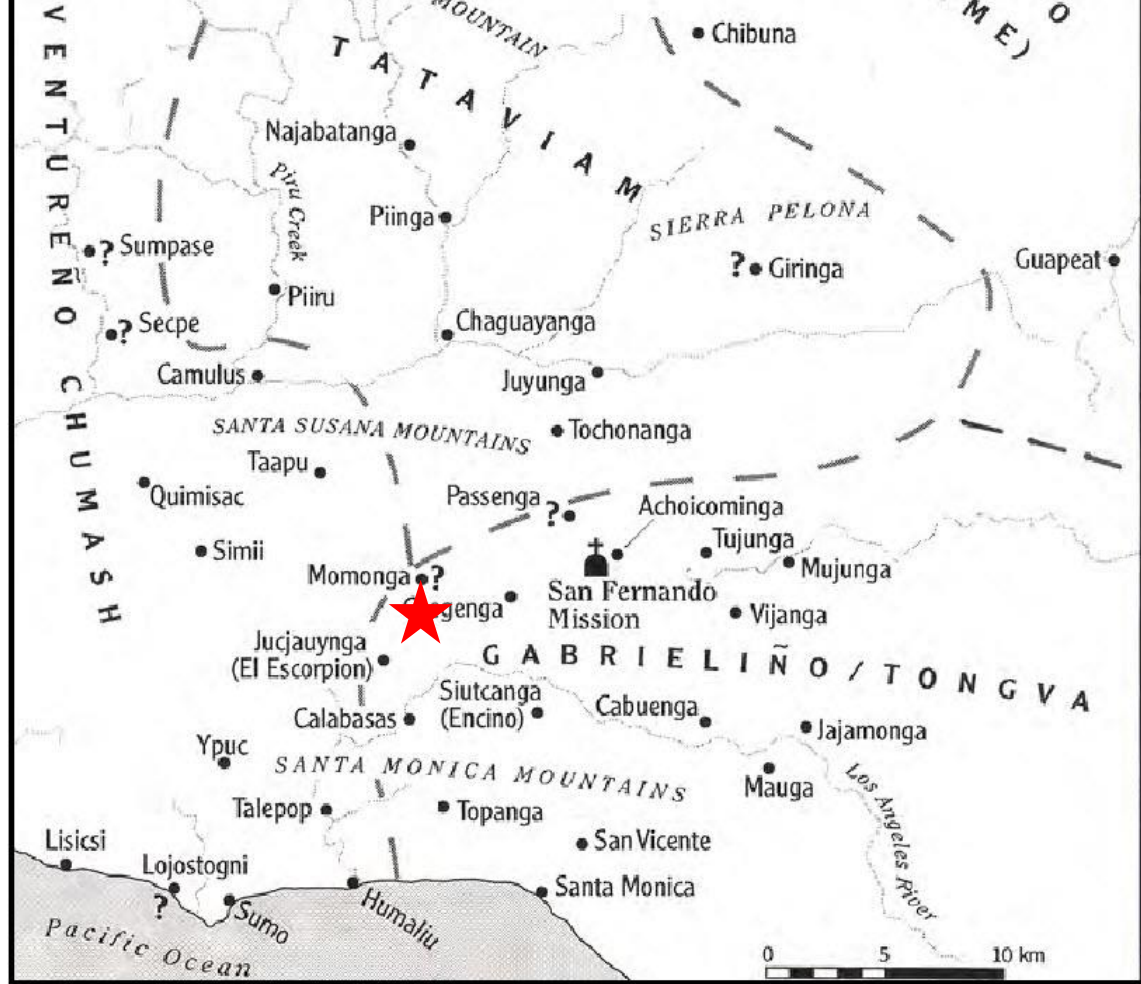 VENTUREÑO CHUMASH
MOUNTAIN
TATAVIAM
Chibuna
O
ME)
Najabatanga
Piru Creek
Piinga
SIERRA PELONA
? Sumpase
? Giringa
Guapeat
Piiru
? Secpe
Chaguayanga
Camulus
Juyunga
SANTA SUSANA MOUNTAINS
Tochonanga
Taapu
Quimisac
Passenga
?
Achoicominga
Simii
Tujunga
Momonga ?
Mujunga
San Fernando
Mission
Vijanga
Jucjauynga
(El Escorpion)
GABRIELIÑO / TONGVA
Siutcanga
(Encino)
Calabasas
Cabuenga
Jajamonga
Ypuc
SANTA MONICA MOUNTAINS
Mauga
Los Angeles River
Talepop
Topanga
Lisicsi
San Vicente
Lojostogni
?
Sumo
Humaliu
Santa Monica
Pacific Ocean
0 5 10 km